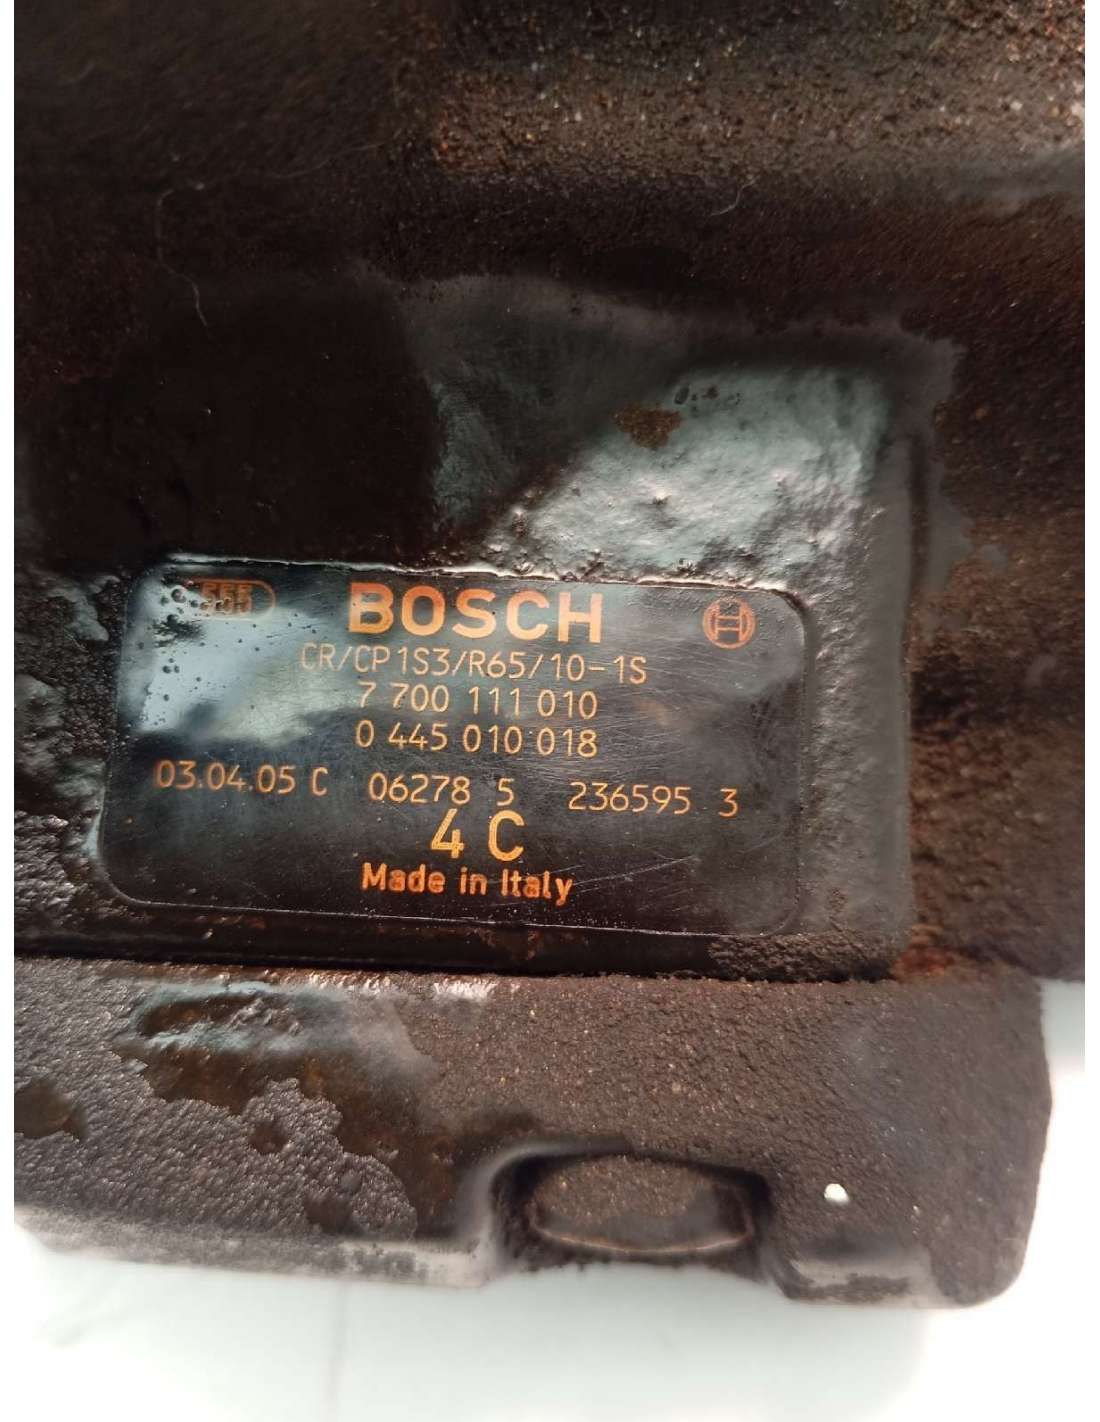 555 BOSCH
CR/CP1S3/R65/10-1S
7 700 111 010
0 445 010 018
03.04.05 C 06278 5 236595 3
4 C
Made in Italy